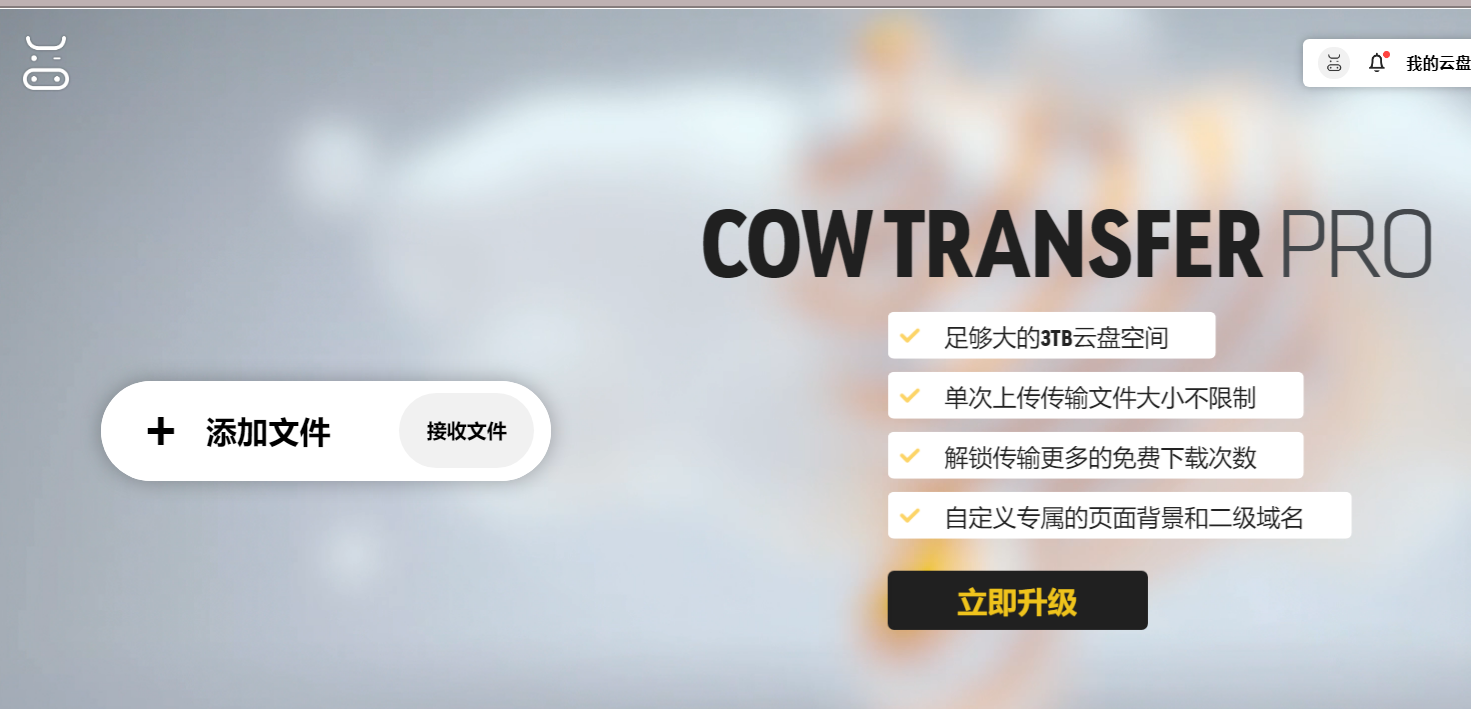 我的云盘
COW TRANSFER PRO
足够大的3TB云盘空间
单次上传传输文件大小不限制
添加文件
接收文件
解锁传输更多的免费下载次数
自定义专属的页面背景和二级域名
立即升级